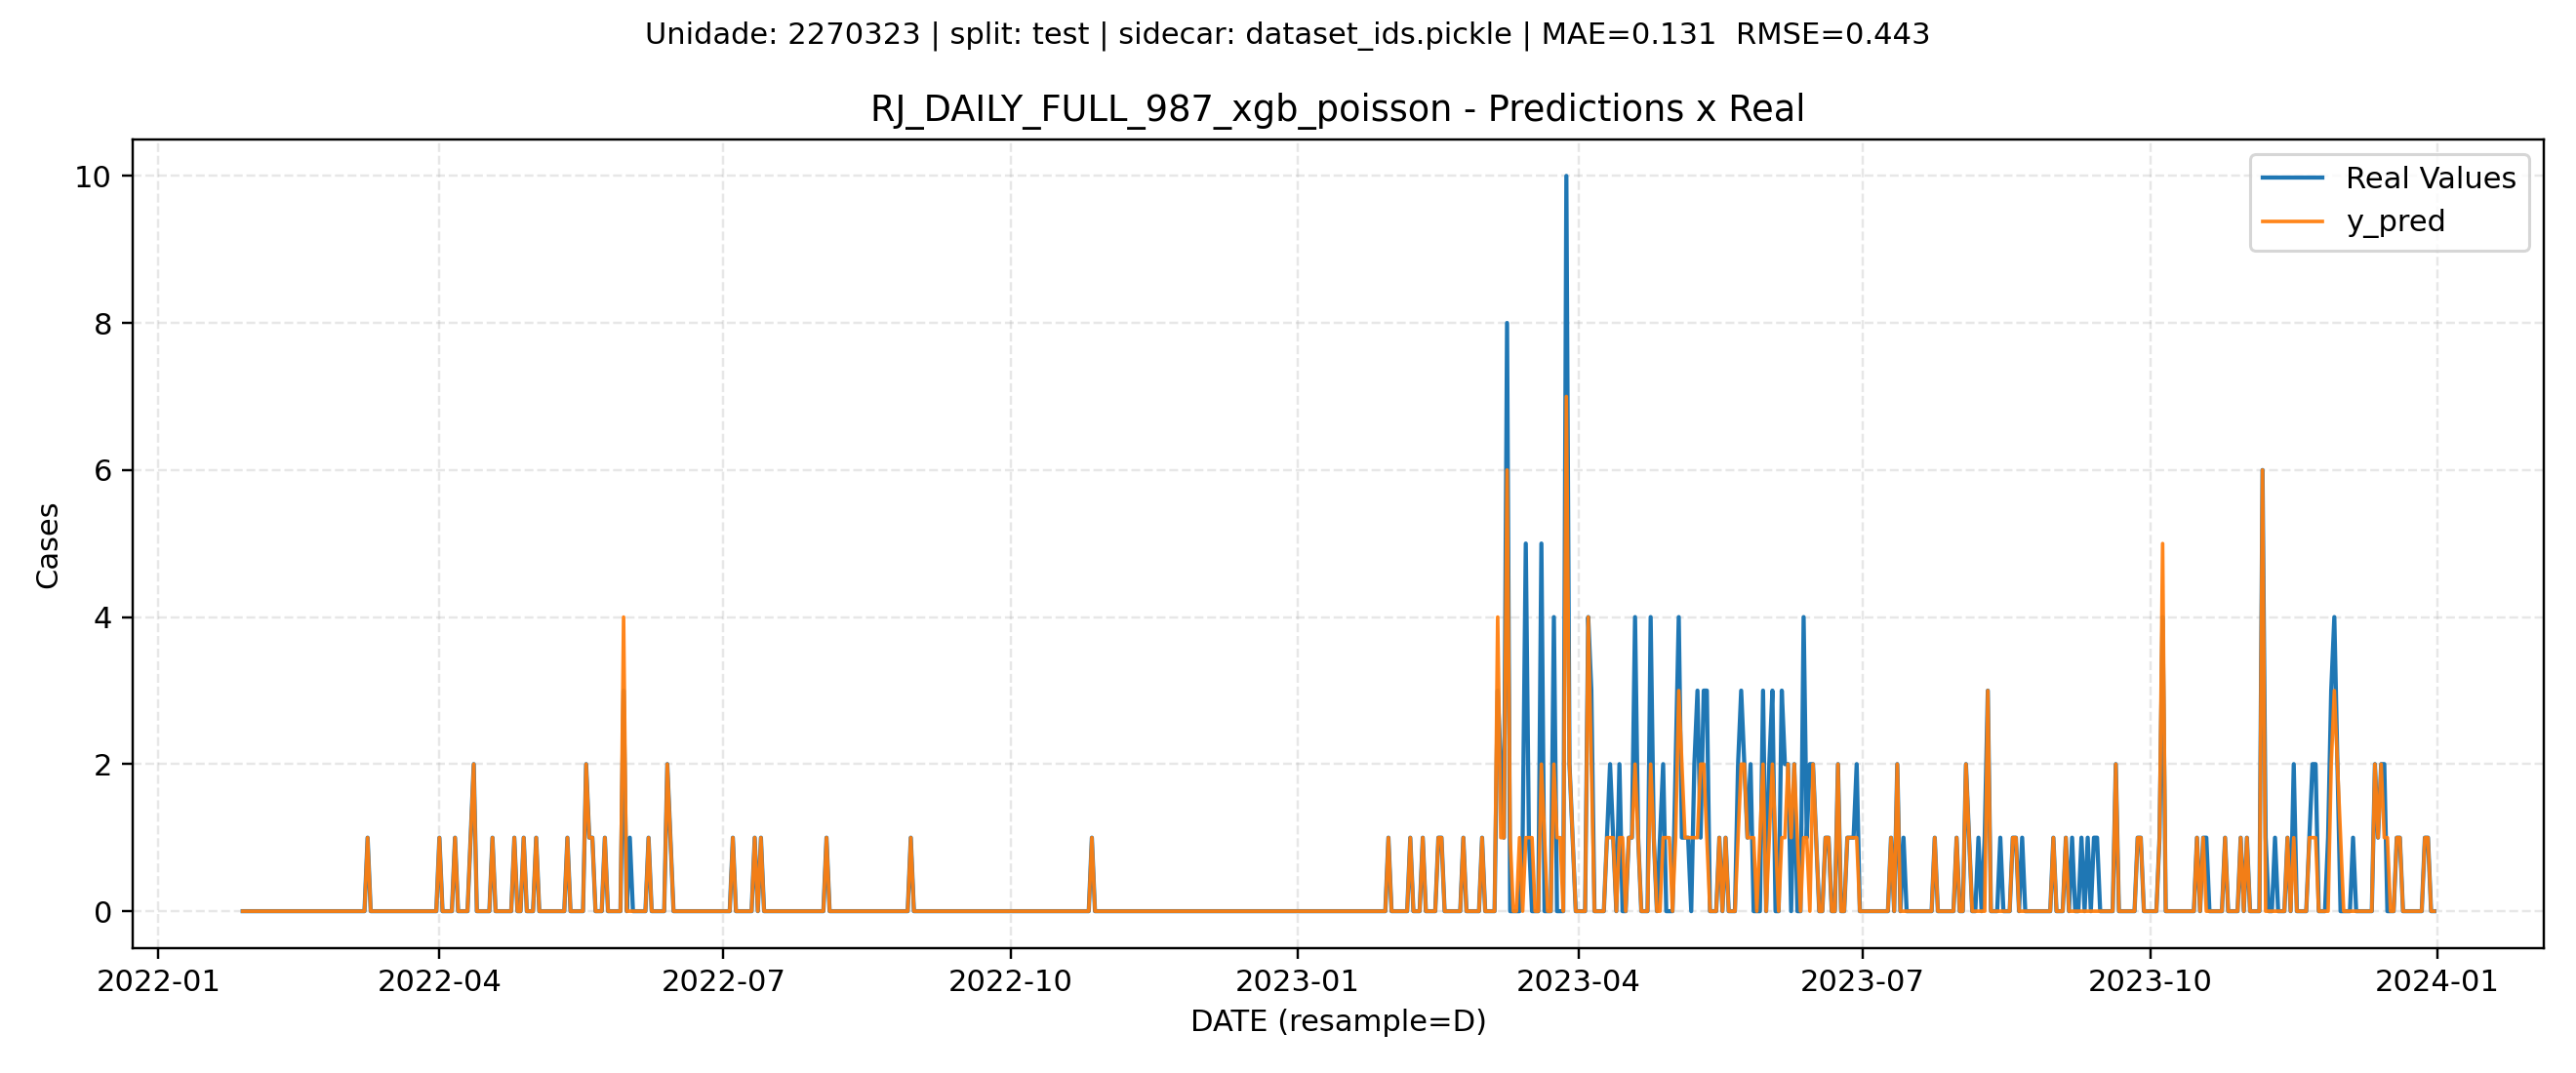 Unidade: 2270323 | split: test | sidecar: dataset_ids.pickle | MAE=0.131  RMSE=0.443
RJ_DAILY_FULL_987_xgb_poisson - Predictions x Real
Real Values
y_pred
10
8
6
4
2
0
Cases
2022-01
2022-04
2022-07
2022-10
2023-01
2023-04
2023-07
2023-10
2024-01
DATE (resample=D)